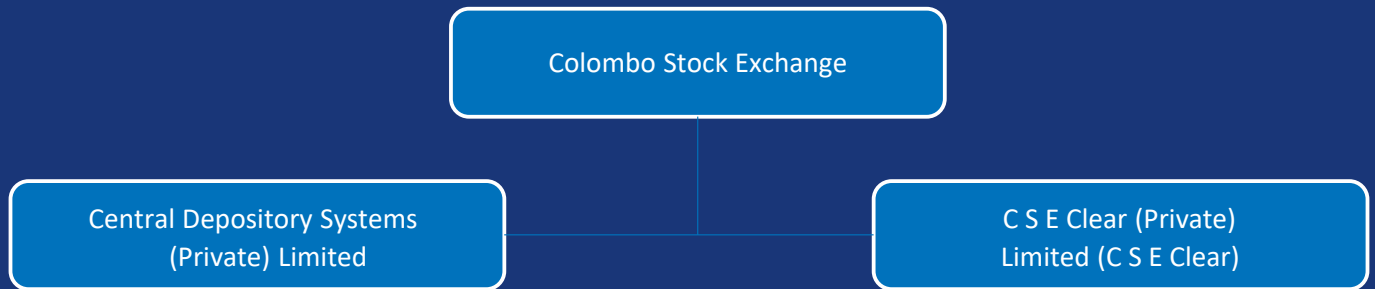 Colombo Stock Exchange
Central Depository Systems
(Private) Limited
C S E Clear (Private)
Limited (C S E Clear)